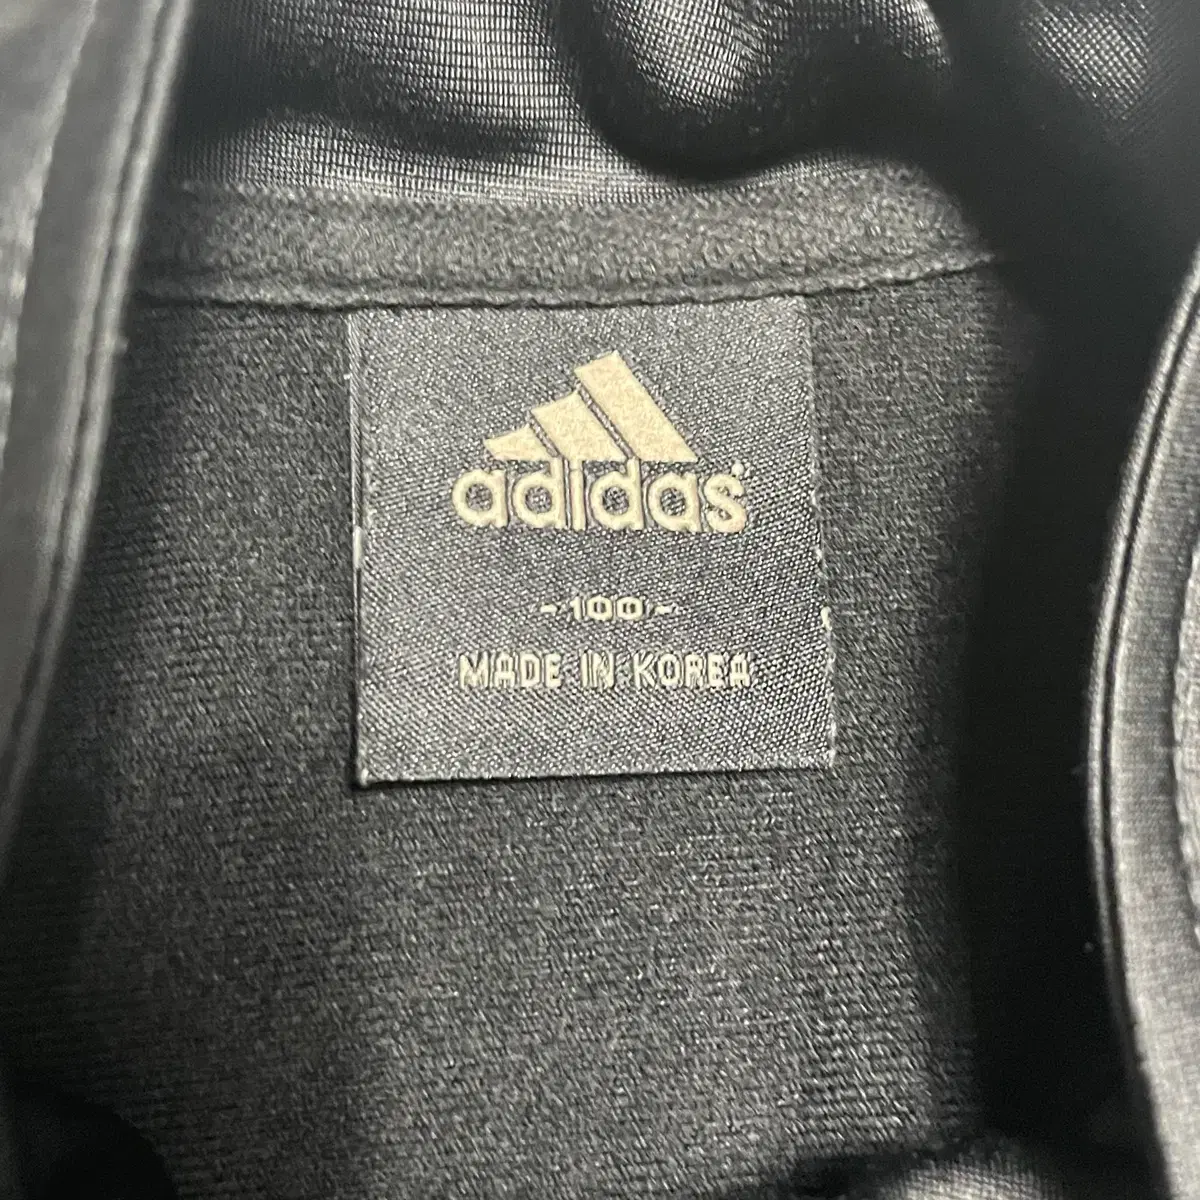 adidas®
-100-
MADE IN KOREA